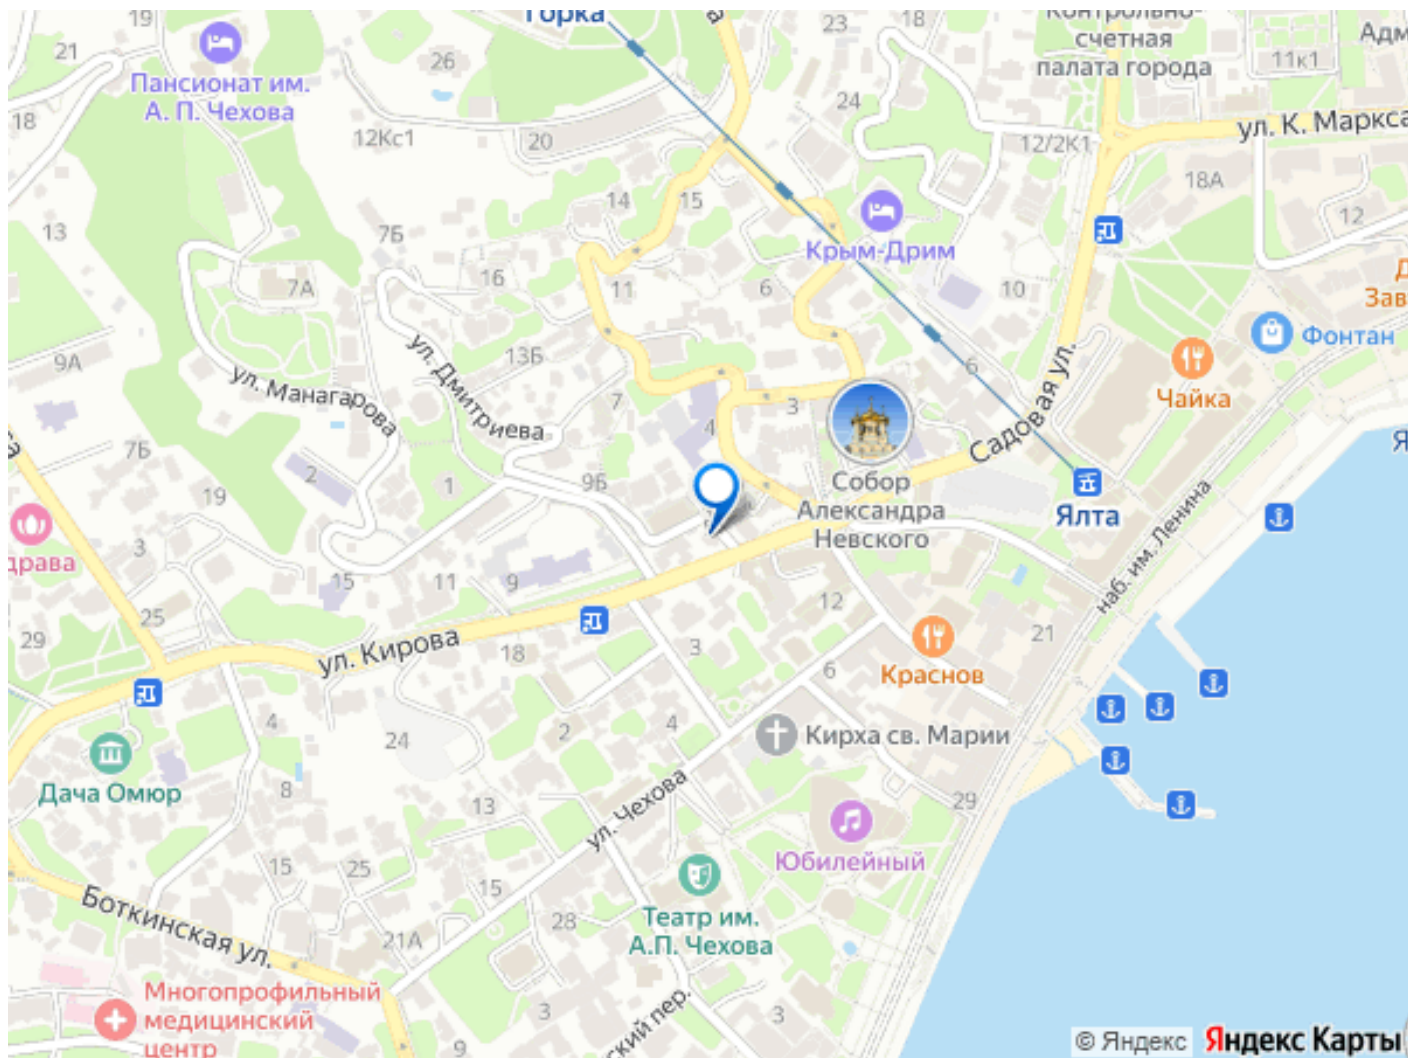 Горка
Контрольно-
счетная
палата города
Адм
19
21
26
23
18
11к1
Пансионат им.
А. П. Чехова
18
12Кс1
20
24
12/2К1
ул. К. Маркса
18А
14
15
12
13
7Б
Крым-Дрим
16
7А
11
6
10
Зав
Фонтан
9А
13Б
ул. Дмитриева
ул. Манагарова
6
Чайка
7
3
4
Садовая ул.
7Б
2
19
1
9Б
Собор
Александра
Невского
Ялта
наб. им. Ленина
3
драва
15
11
9
25
12
29
ул. Кирова
18
3
21
6
Краснов
4
24
2
4
Кирха св. Марии
Дача Омюр
8
13
ул. Чехова
29
Юбилейный
15
25
15
Боткинская ул.
28
Театр им.
А.П. Чехова
21А
Многопрофильный
медицинский
центр
3
3
9
ский пер.
© Яндекс Яндекс Карты